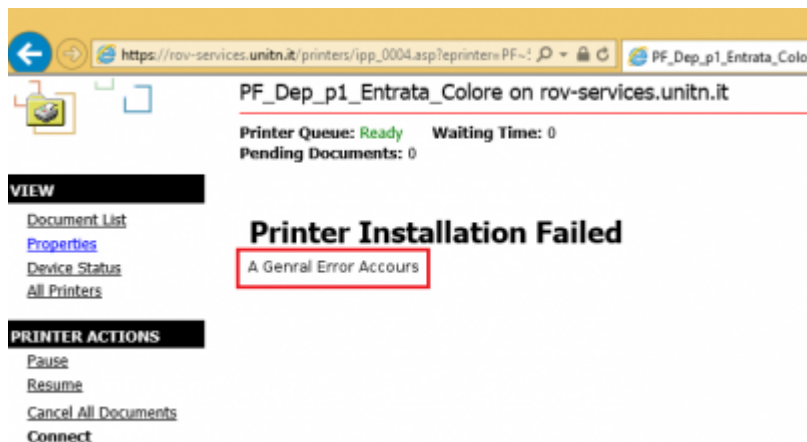 https://rov-services.unitn.it/printers/ipp_0004.asp?eprinter=PF~:
PF_Dep_p1_Entrata_Colo
PF_Dep_p1_Entrata_Colore on rov-services.unitn.it
Printer Queue: Ready Waiting Time: 0
Pending Documents: 0
VIEW
Document List
Properties
Device Status
All Printers
Printer Installation Failed
A Genral Error Accours
PRINTER ACTIONS
Pause
Resume
Cancel All Documents
Connect